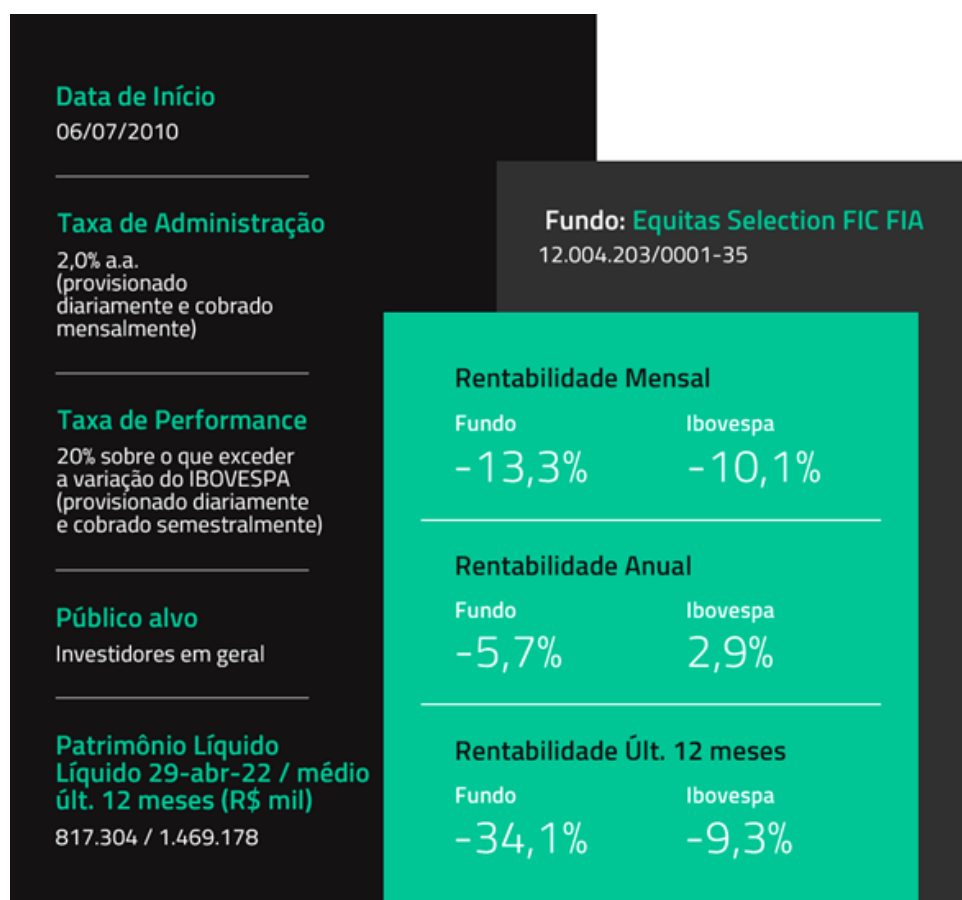 Data de Início
06/07/2010
Taxa de Administração
2,0% a.a.
(provisionado
diariamente e cobrado
mensalmente)
Taxa de Performance
20% sobre o que exceder
a variação do IBOVESPA
(provisionado diariamente
e cobrado semestralmente)
Público alvo
Investidores em geral
Patrimônio Líquido
Líquido 29-abr-22 / médio
últ. 12 meses (R$ mil)
817.304 / 1.469.178
Fundo: Equitas Selection FIC FIA
12.004.203/0001-35
Rentabilidade Mensal
Fundo Ibovespa
-13,3% -10,1%
Rentabilidade Anual
Fundo Ibovespa
-5,7% 2,9%
Rentabilidade Últ. 12 meses
Fundo Ibovespa
-34,1% -9,3%